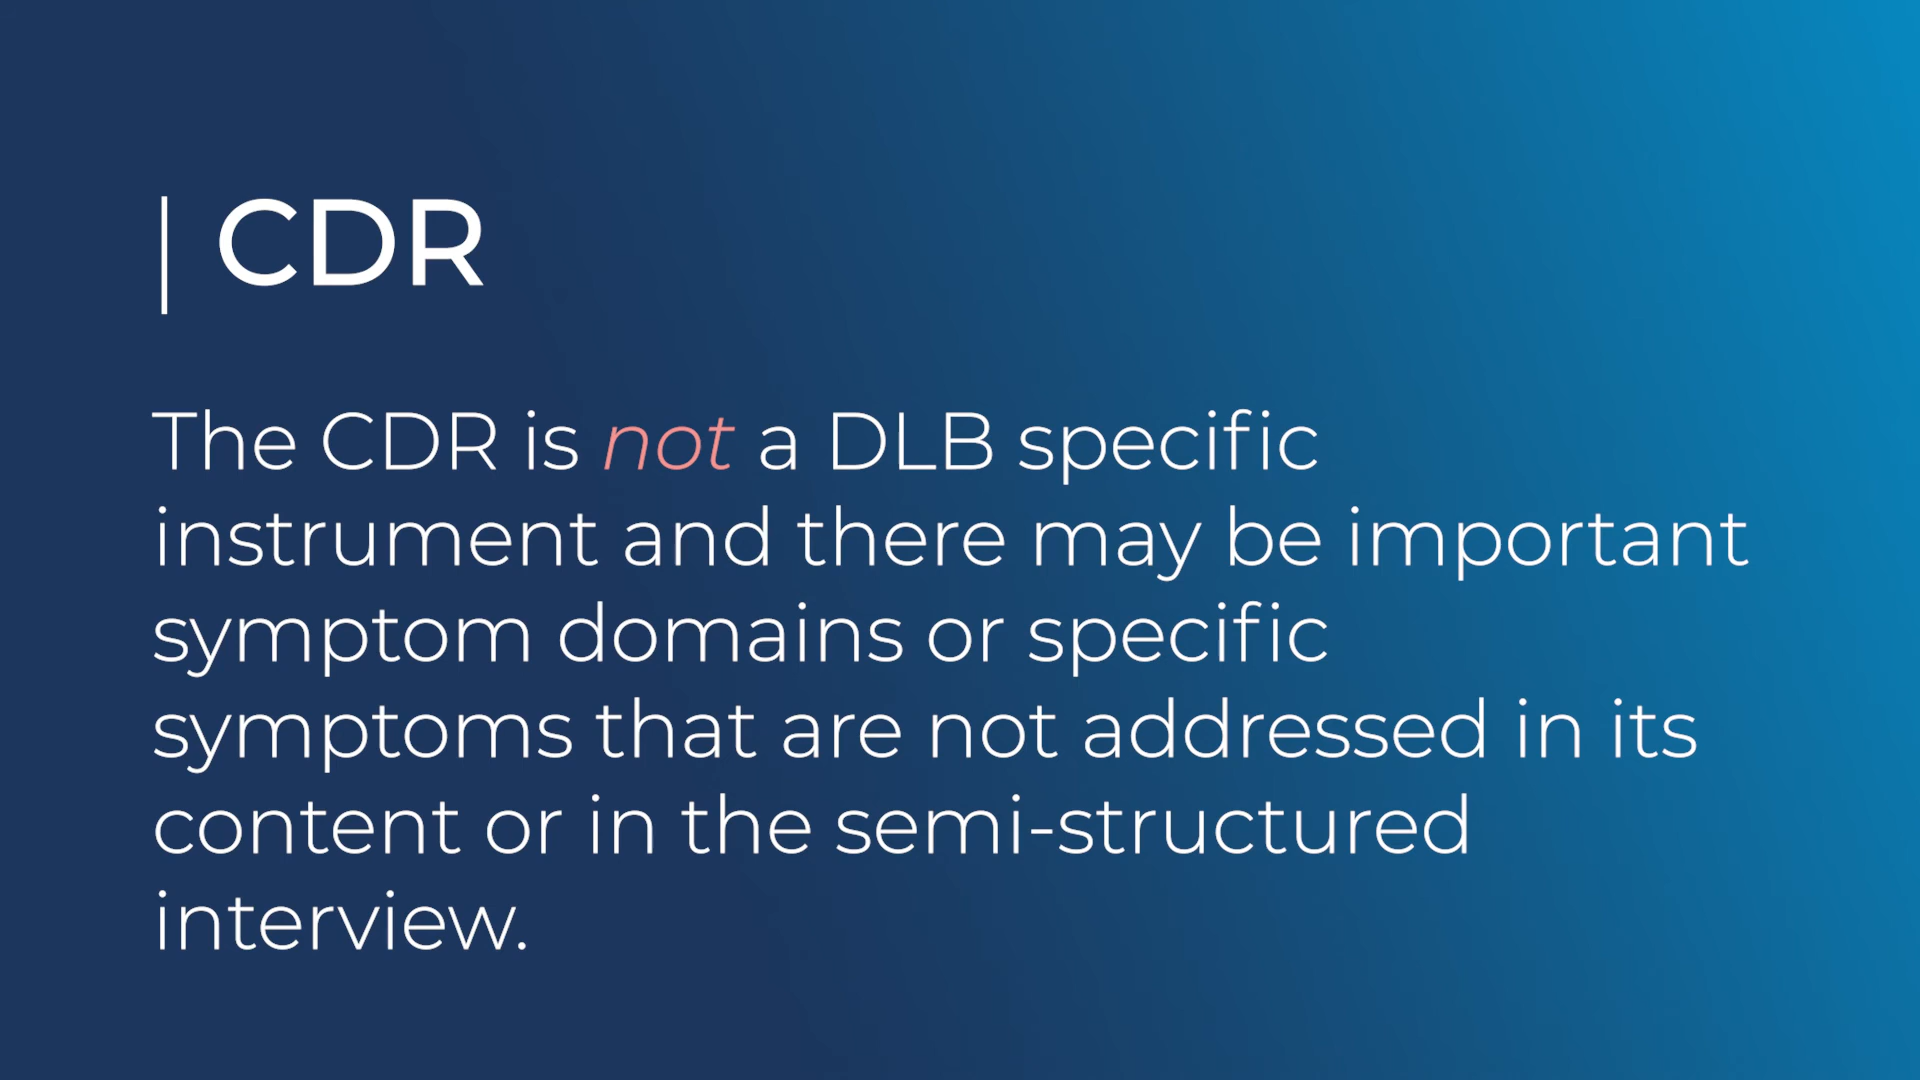 CDR
The CDR is not a DLB specific
instrument and there may be important
symptom domains or specific
symptoms that are not addressed in its
content or in the semi-structured
interview.